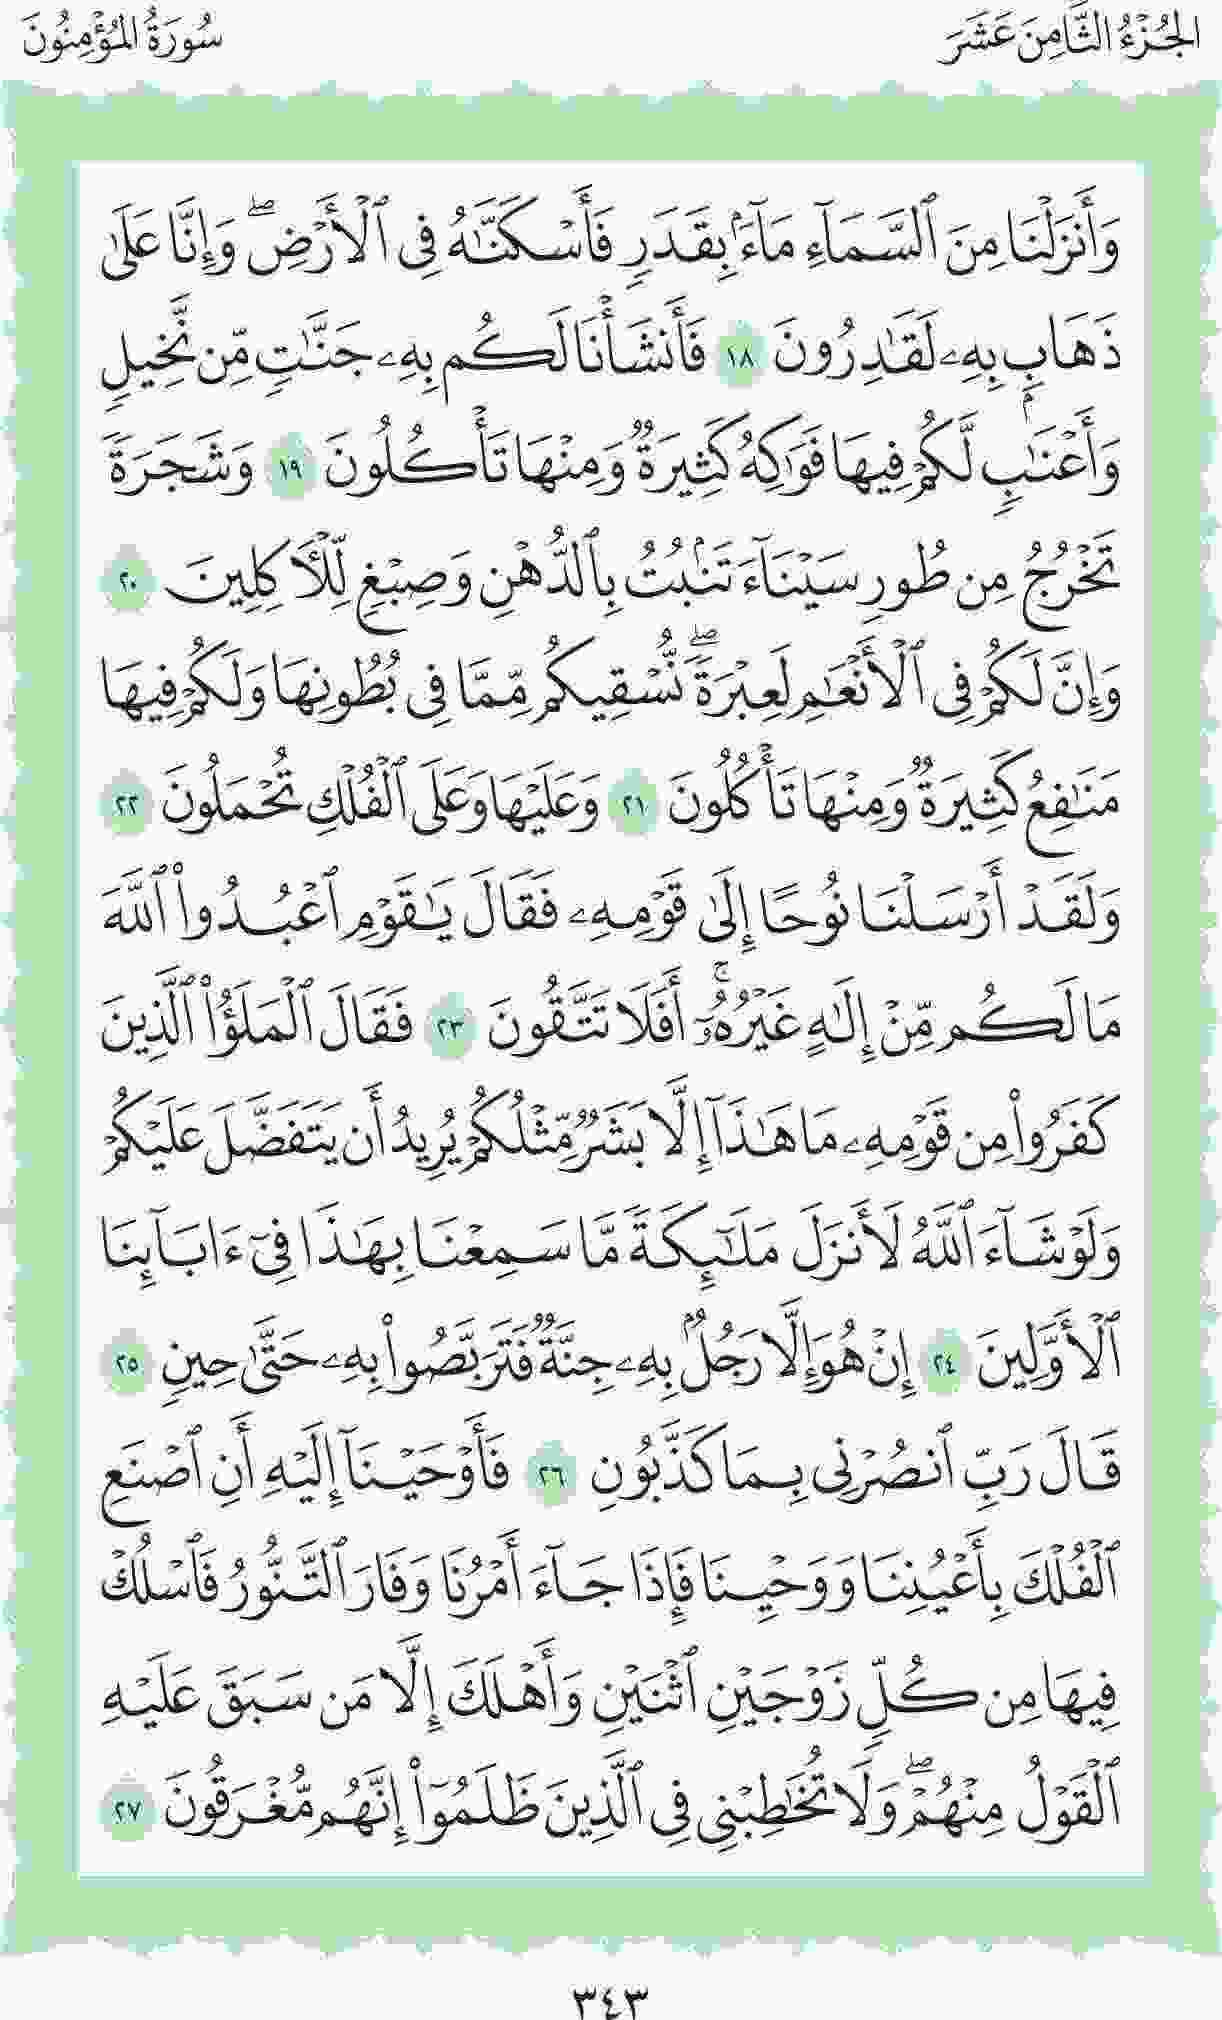 الجُزْءُ الثَّامِنَ عَشَرَ
سُورَةُ المُؤْمِنُونَ
وَأَنزَلْنَا مِنَ ٱلسَّمَآءِ مَآءَۢ بِقَدَرٍ فَأَسْكَنَّٰهُ فِى ٱلْأَرْضِۖ وَإِنَّا عَلَىٰ
ذَهَابٍۭ بِهِۦ لَقَٰدِرُونَ ١٨ فَأَنشَأْنَا لَكُم بِهِۦ جَنَّٰتٍ مِّن نَّخِيلٍ
وَأَعْنَٰبٍ لَّكُمْ فِيهَا فَوَٰكِهُ كَثِيرَةٌ وَمِنْهَا تَأْكُلُونَ ١٩ وَشَجَرَةً
تَخْرُجُ مِن طُورِ سَيْنَآءَ تَنۢبُتُ بِٱلدُّهْنِ وَصِبْغٍ لِّلْأَكِلِينَ ٢٠
وَإِنَّ لَكُمْ فِى ٱلْأَنْعَٰمِ لَعِبْرَةًۖ نُّسْقِيكُم مِّمَّا فِى بُطُونِهَا وَلَكُمْ فِيهَا
مَنَٰفِعُ كَثِيرَةٌ وَمِنْهَا تَأْكُلُونَ ٢١ وَعَلَيْهَا وَعَلَى ٱلْفُلْكِ تُحْمَلُونَ ٢٢
وَلَقَدْ أَرْسَلْنَا نُوحًا إِلَىٰ قَوْمِهِۦ فَقَالَ يَٰقَوْمِ ٱعْبُدُوا۟ ٱللَّهَ
مَا لَكُم مِّنْ إِلَٰهٍ غَيْرُهُۥٓۚ أَفَلَا تَتَّقُونَ ٢٣ فَقَالَ ٱلْمَلَؤُا۟ ٱلَّذِينَ
كَفَرُوا۟ مِن قَوْمِهِۦ مَا هَٰذَآ إِلَّا بَشَرٌ مِّثْلُكُمْ يُرِيدُ أَن يَتَفَضَّلَ عَلَيْكُمْ
وَلَوْ شَآءَ ٱللَّهُ لَأَنزَلَ مَلَٰٓئِكَةً مَّا سَمِعْنَا بِهَٰذَا فِىٓ ءَابَآئِنَا
ٱلْأَوَّلِينَ ٢٤ إِنْ هُوَ إِلَّا رَجُلٌۢ بِهِۦ جِنَّةٌ فَتَرَبَّصُوا۟ بِهِۦ حَتَّىٰ حِينٍ ٢٥
قَالَ رَبِّ ٱنصُرْنِى بِمَا كَذَّبُونِ ٢٦ فَأَوْحَيْنَآ إِلَيْهِ أَنِ ٱصْنَعِ
ٱلْفُلْكَ بِأَعْيُنِنَا وَوَحْيِنَا فَإِذَا جَآءَ أَمْرُنَا وَفَارَ ٱلتَّنُّورُ فَٱسْلُكْ
فِيهَا مِن كُلٍّ زَوْجَيْنِ ٱثْنَيْنِ وَأَهْلَكَ إِلَّا مَن سَبَقَ عَلَيْهِ
ٱلْقَوْلُ مِنْهُمْۖ وَلَا تُخَٰطِبْنِى فِى ٱلَّذِينَ ظَلَمُوٓا۟ إِنَّهُم مُّغْرَقُونَ ٢٧
٣٤٣